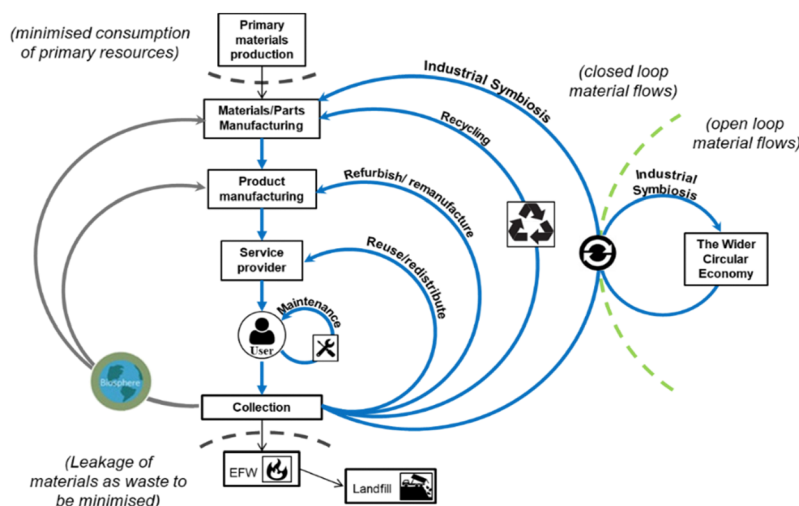 (minimised consumption
of primary resources)
Primary
materials
production
Industrial Symbiosis
(closed loop
material flows)
(open loop
material flows)
Materials/Parts
Manufacturing
Recycling
Product
manufacturing
Refurbish/ remanufacture
Industrial
Symbiosis
Service
provider
Reuse/redistribute
The Wider
Circular
Economy
Maintenance
User
Biosphere
Collection
(Leakage of
materials as waste to
be minimised)
EFW
Landfill